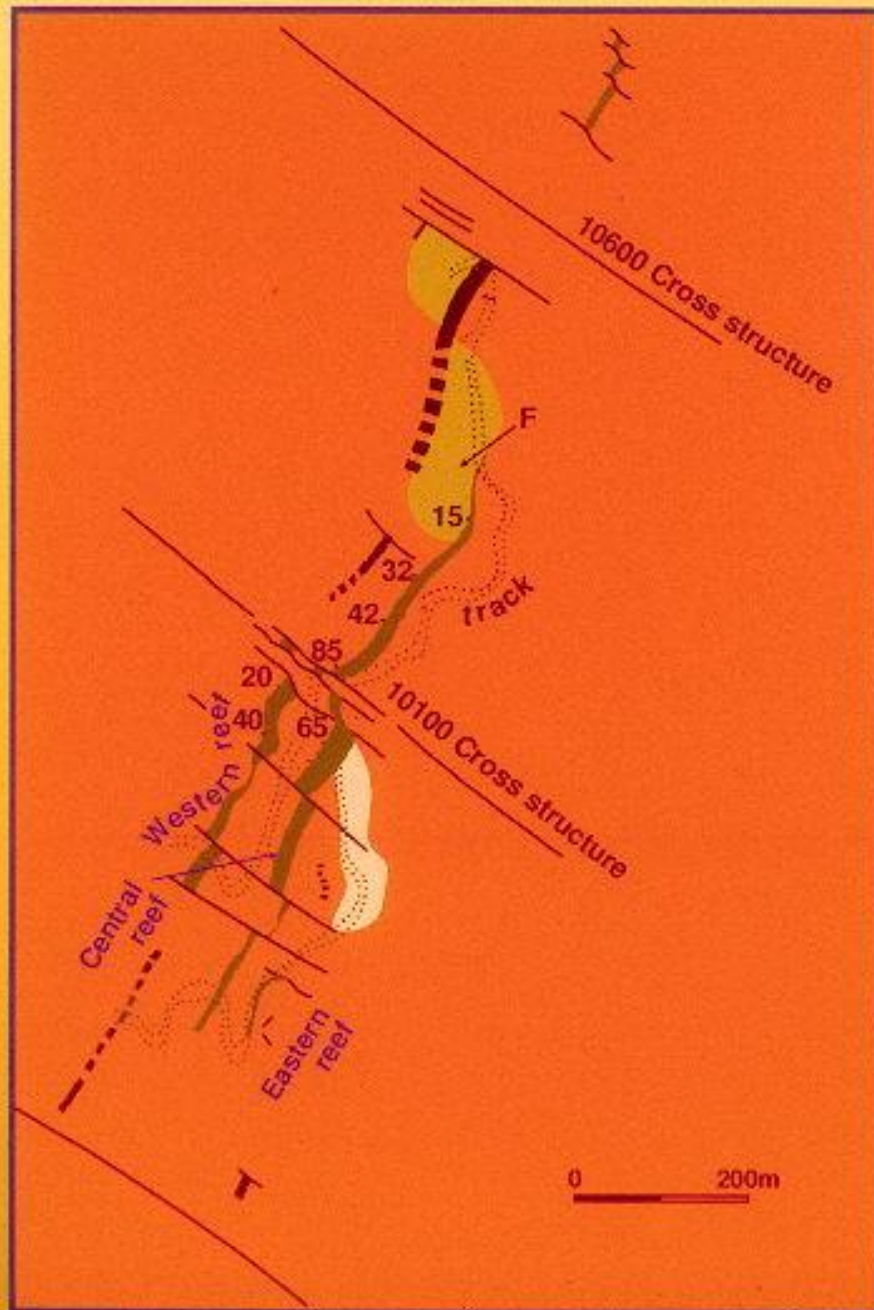 10600 Cross structure
F
15
32
42
track
85
20
40
65
Western reef
10100 Cross structure
Central
reef
Eastern
reef
0 200m